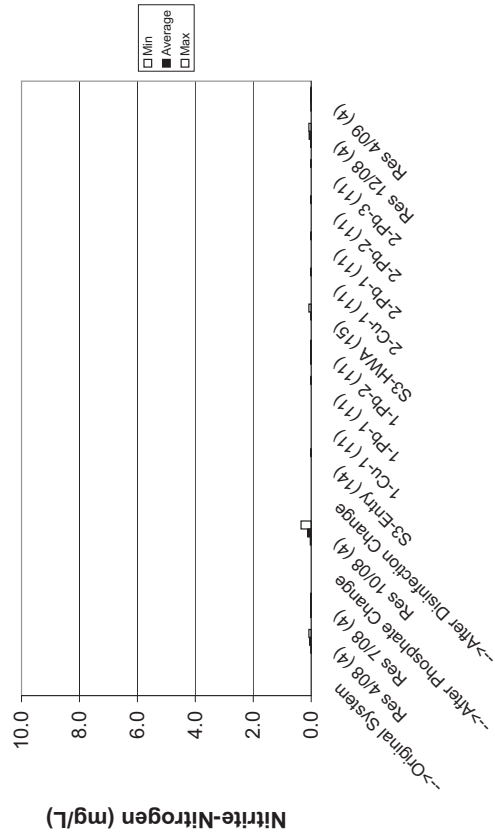 Nitrite-Nitrogen (mg/L)
10.0
8.0
6.0
4.0
2.0
0.0
-->Original System
Res 4/08 (4)
Res 7/08 (4)
-->After Phosphate Change
Res 10/08 (4)
-->After Disinfection Change
S3-Entry (14)
1-Cu-1 (11)
1-Pb-1 (11)
1-Pb-2 (11)
S3-HWA (15)
2-Cu-1 (11)
2-Pb-1 (11)
2-Pb-2 (11)
2-Pb-3 (11)
Res 12/08 (4)
Res 4/09 (4)
Min
Average
Max